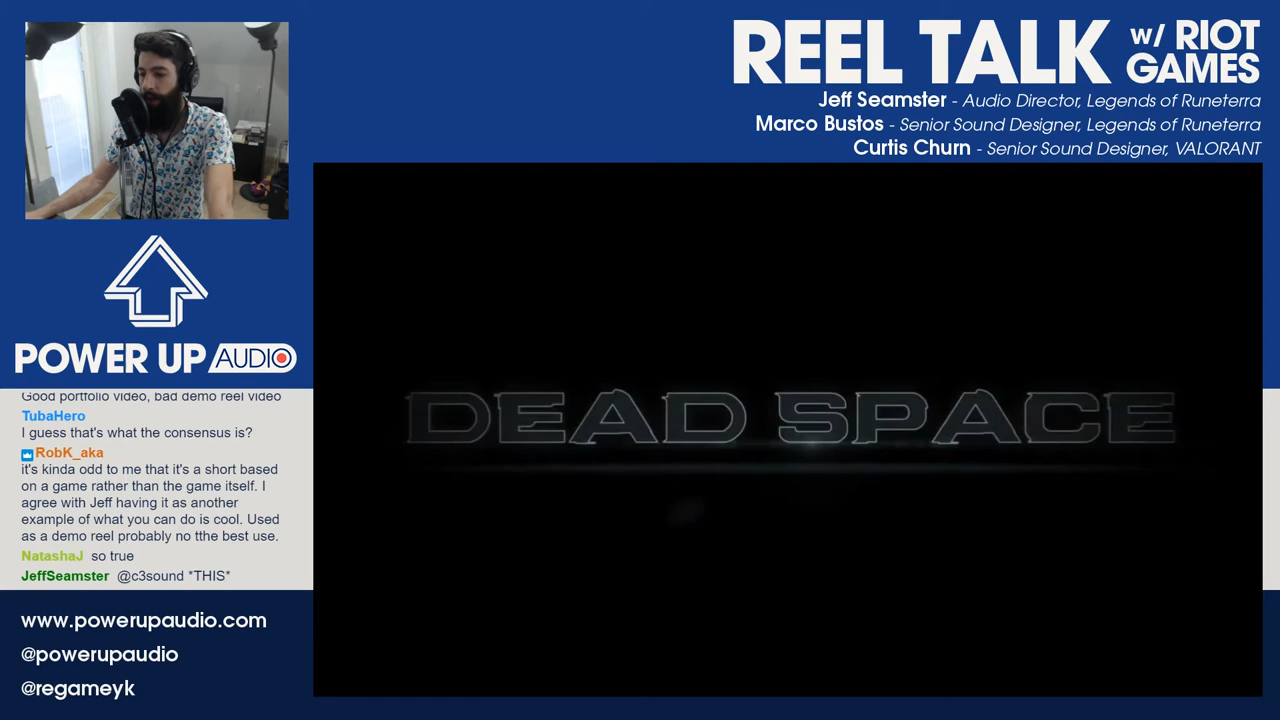 REEL TALK w/ RIOT GAMES
Jeff Seamster - Audio Director, Legends of Runeterra
Marco Bustos - Senior Sound Designer, Legends of Runeterra
Curtis Churn - Senior Sound Designer, VALORANT
POWER UP AUDIO
Good portfolio video, bad demo reel video
TubaHero
I guess that's what the consensus is?
RobK_aka
it's kinda odd to me that it's a short based
on a game rather than the game itself. I
agree with Jeff having it as another
example of what you can do is cool. Used
as a demo reel probably no tthe best use.
NatashaJ so true
JeffSeamster @c3sound *THIS*
www.powerupaudio.com
@powerupaudio
@regameyk
DEAD SPACE